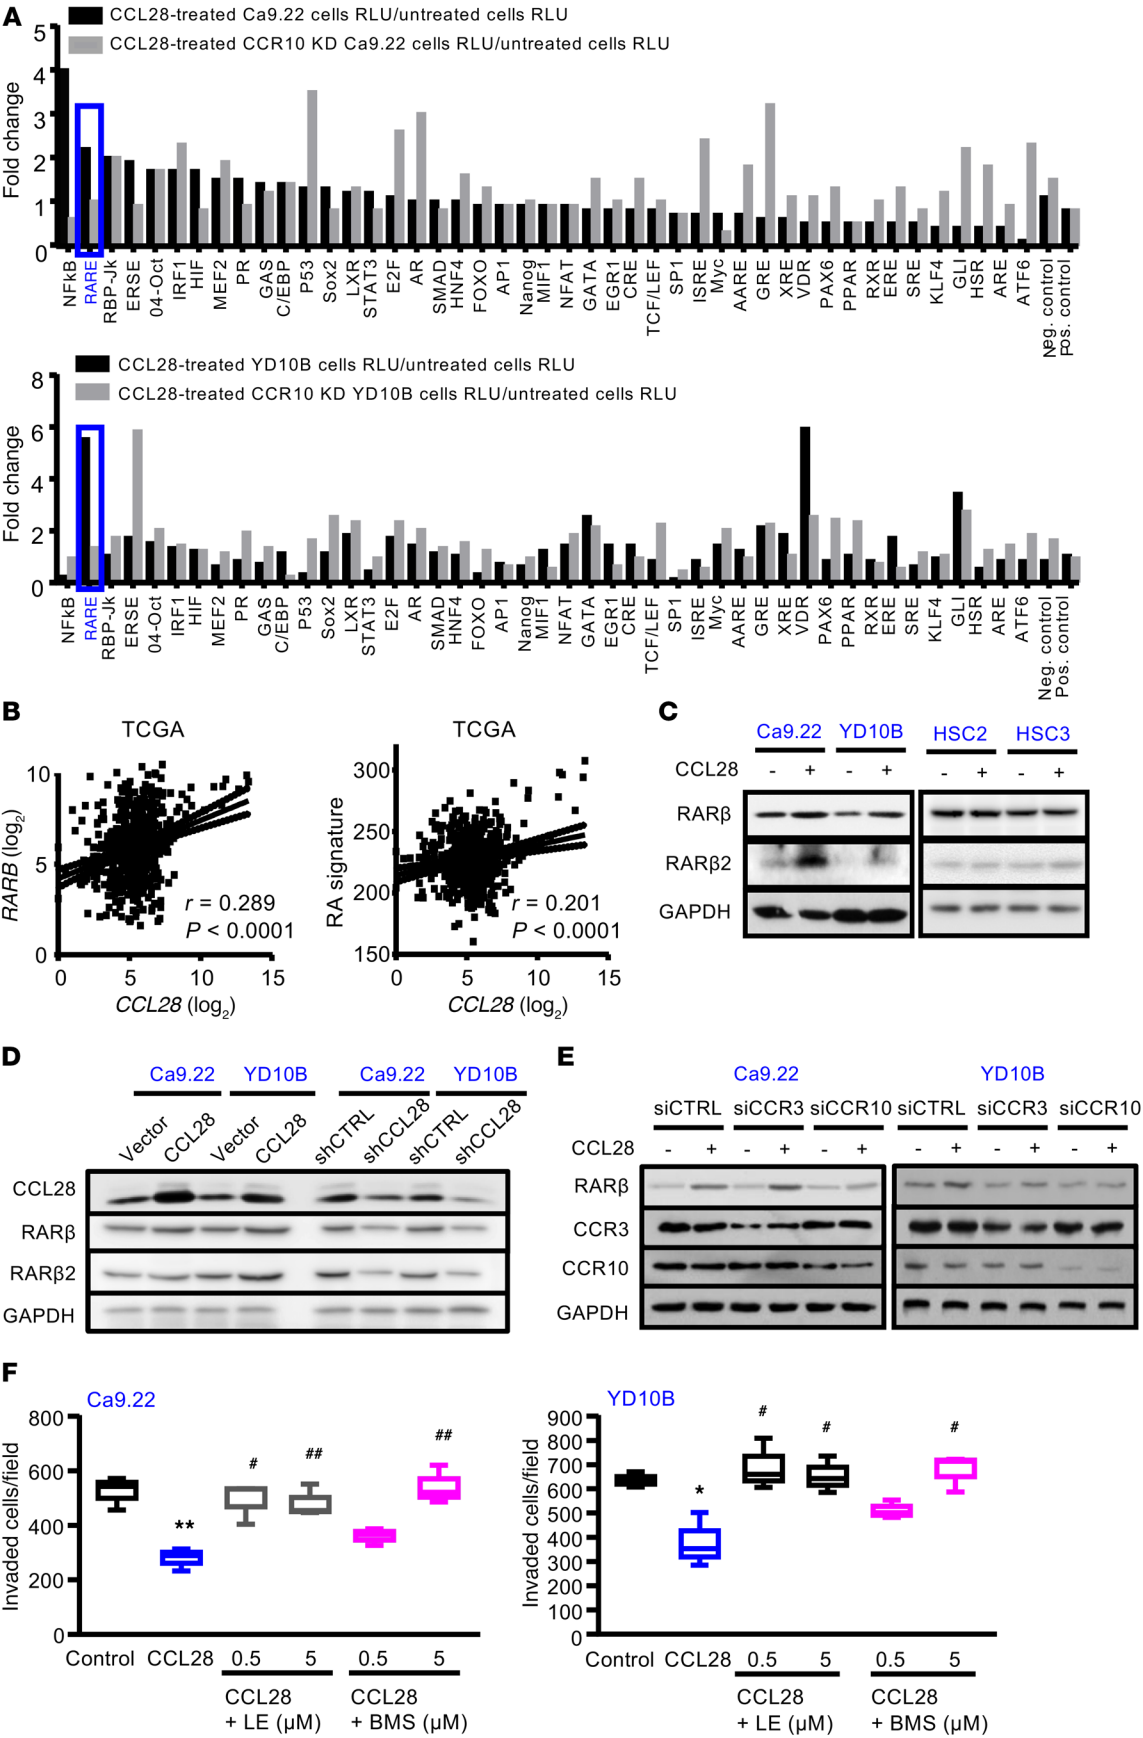 A
CCL28-treated Ca9.22 cells RLU/untreated cells RLU
CCL28-treated CCR10 KD Ca9.22 cells RLU/untreated cells RLU
Fold change
5
4
3
2
1
0
NFkB RARE RBP-Jk ERSE 04-Oct IRF1 HIF MEF2 PR GAS C/EBP P53 Sox2 LXR STAT3 E2F AR SMAD HNF4 FOXO AP1 Nanog MIF1 NFAT GATA EGR1 CRE TCF/LEF SP1 ISRE Myc AARE GRE XRE VDR PAX6 PPAR RXR ERE SRE KLF4 GLI HSR ARE ATF6 Neg. control Pos. control
CCL28-treated YD10B cells RLU/untreated cells RLU
CCL28-treated CCR10 KD YD10B cells RLU/untreated cells RLU
Fold change
8
6
4
2
0
NFkB RARE RBP-Jk ERSE 04-Oct IRF1 HIF MEF2 PR GAS C/EBP P53 Sox2 LXR STAT3 E2F AR SMAD HNF4 FOXO AP1 Nanog MIF1 NFAT GATA EGR1 CRE TCF/LEF SP1 ISRE Myc AARE GRE XRE VDR PAX6 PPAR RXR ERE SRE KLF4 GLI HSR ARE ATF6 Neg. control Pos. control
B
TCGA
RARB (log2)
10
5
0
r = 0.289
P < 0.0001
0 5 10 15
CCL28 (log2)
TCGA
RA signature
300
250
200
150
r = 0.201
P < 0.0001
0 5 10 15
CCL28 (log2)
C
Ca9.22 YD10B HSC2 HSC3
CCL28 - + - + - + - +
RARβ
RARβ2
GAPDH
D
Ca9.22 YD10B Ca9.22 YD10B
Vector CCL28 Vector CCL28 shCTRL shCCL28 shCTRL shCCL28
CCL28
RARβ
RARβ2
GAPDH
E
Ca9.22 YD10B
siCTRL siCCR3 siCCR10 siCTRL siCCR3 siCCR10
CCL28 - + - + - + - + - + - +
RARβ
CCR3
CCR10
GAPDH
F
Ca9.22
Invaded cells/field
800
600
400
200
0
** # ## ##
Control CCL28 0.5 5 0.5 5
CCL28 CCL28
+ LE (μM) + BMS (μM)
YD10B
Invaded cells/field
900
800
700
600
500
400
300
200
100
0
* # # #
Control CCL28 0.5 5 0.5 5
CCL28 CCL28
+ LE (μM) + BMS (μM)